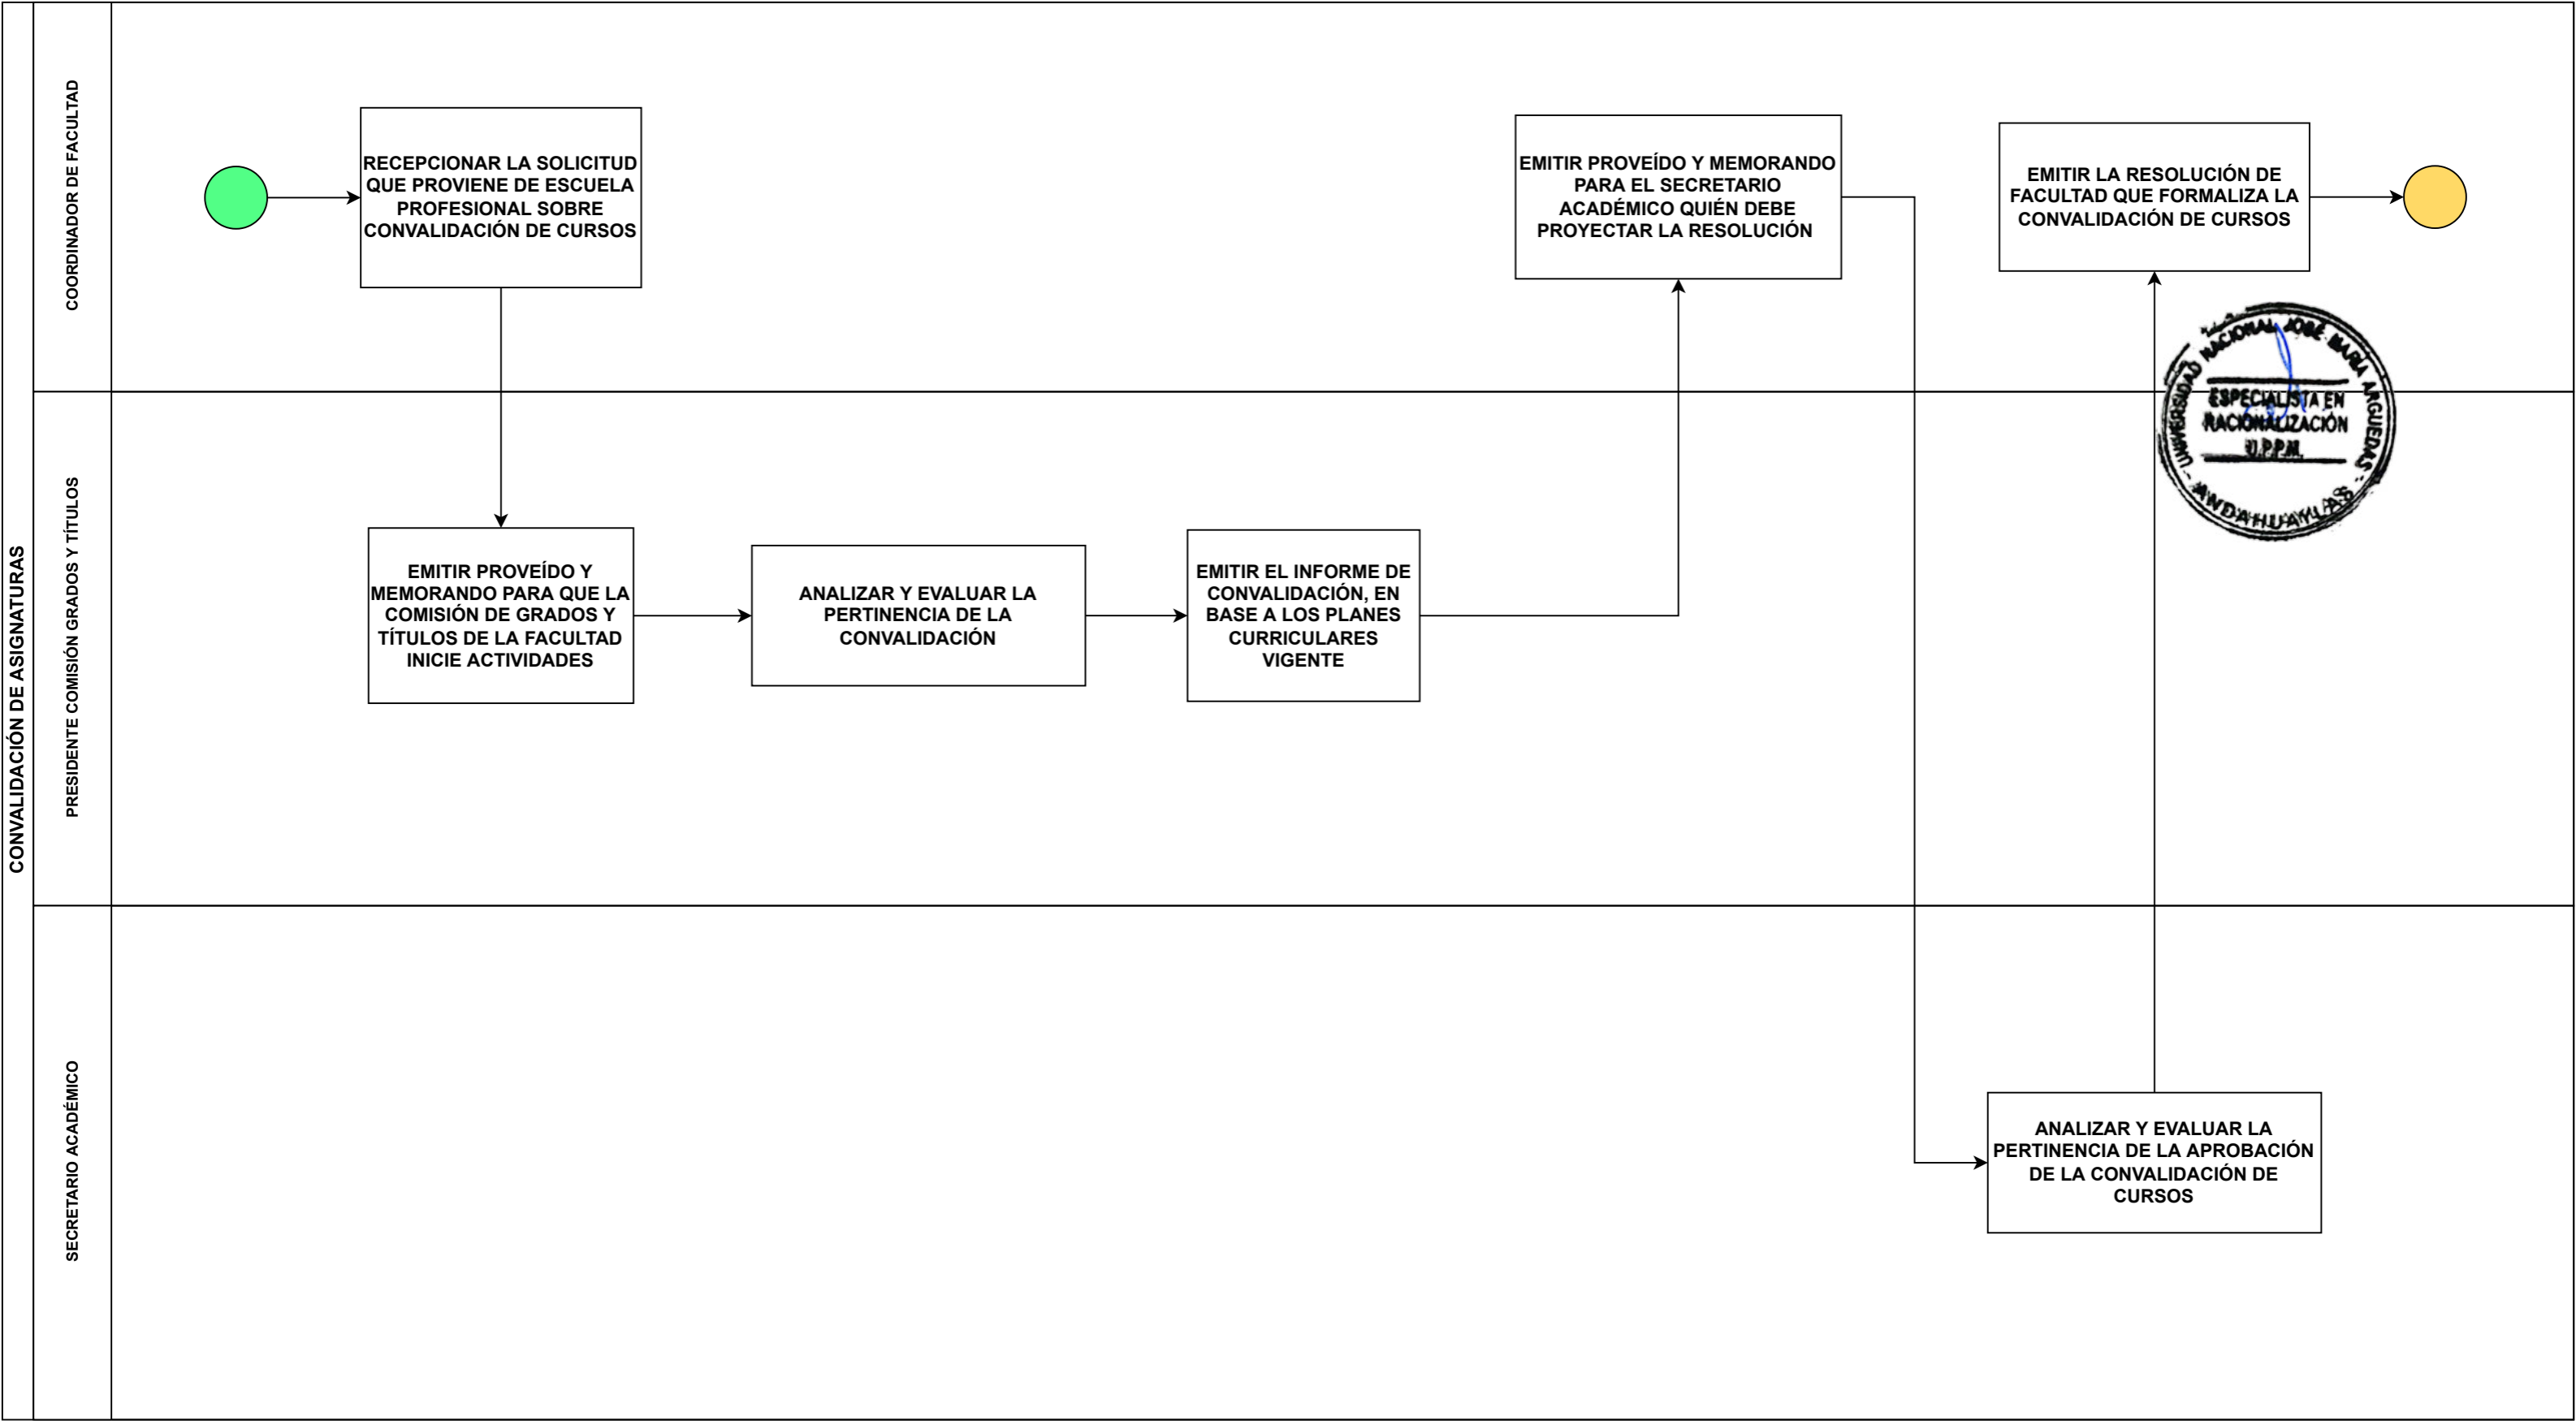 CONVALIDACIÓN DE ASIGNATURAS
COORDINADOR DE FACULTAD
RECEPCIONAR LA SOLICITUD
QUE PROVIENE DE ESCUELA
PROFESIONAL SOBRE
CONVALIDACIÓN DE CURSOS
EMITIR PROVEÍDO Y MEMORANDO
PARA EL SECRETARIO
ACADÉMICO QUIÉN DEBE
PROYECTAR LA RESOLUCIÓN
EMITIR LA RESOLUCIÓN DE
FACULTAD QUE FORMALIZA LA
CONVALIDACIÓN DE CURSOS
UNIVERSIDAD NACIONAL JOSÉ MARÍA ARGUEDAS
ESPECIALISTA EN
RACIONALIZACIÓN
U.P.P.M.
- ANDAHUAYLAS -
PRESIDENTE COMISIÓN GRADOS Y TÍTULOS
EMITIR PROVEÍDO Y
MEMORANDO PARA QUE LA
COMISIÓN DE GRADOS Y
TÍTULOS DE LA FACULTAD
INICIE ACTIVIDADES
ANALIZAR Y EVALUAR LA
PERTINENCIA DE LA
CONVALIDACIÓN
EMITIR EL INFORME DE
CONVALIDACIÓN, EN
BASE A LOS PLANES
CURRICULARES
VIGENTE
SECRETARIO ACADÉMICO
ANALIZAR Y EVALUAR LA
PERTINENCIA DE LA APROBACIÓN
DE LA CONVALIDACIÓN DE
CURSOS